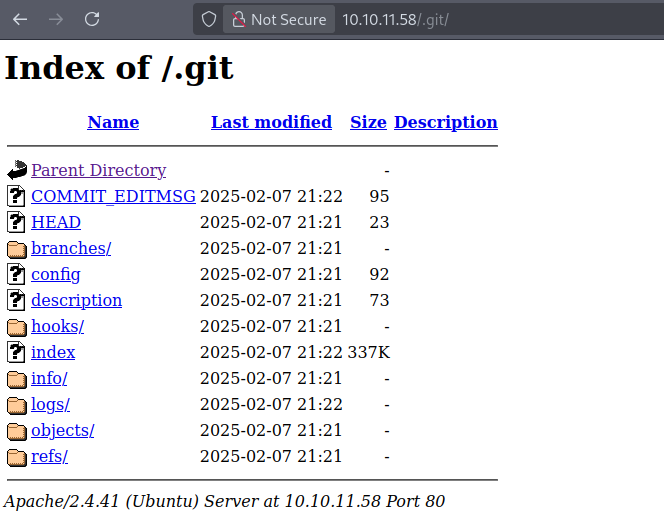 Not Secure 10.10.11.58/.git/
Index of /.git
Name Last modified Size Description
Parent Directory -
COMMIT_EDITMSG 2025-02-07 21:22 95
HEAD 2025-02-07 21:21 23
branches/ 2025-02-07 21:21 -
config 2025-02-07 21:21 92
description 2025-02-07 21:21 73
hooks/ 2025-02-07 21:21 -
index 2025-02-07 21:22 337K
info/ 2025-02-07 21:21 -
logs/ 2025-02-07 21:22 -
objects/ 2025-02-07 21:21 -
refs/ 2025-02-07 21:21 -
Apache/2.4.41 (Ubuntu) Server at 10.10.11.58 Port 80